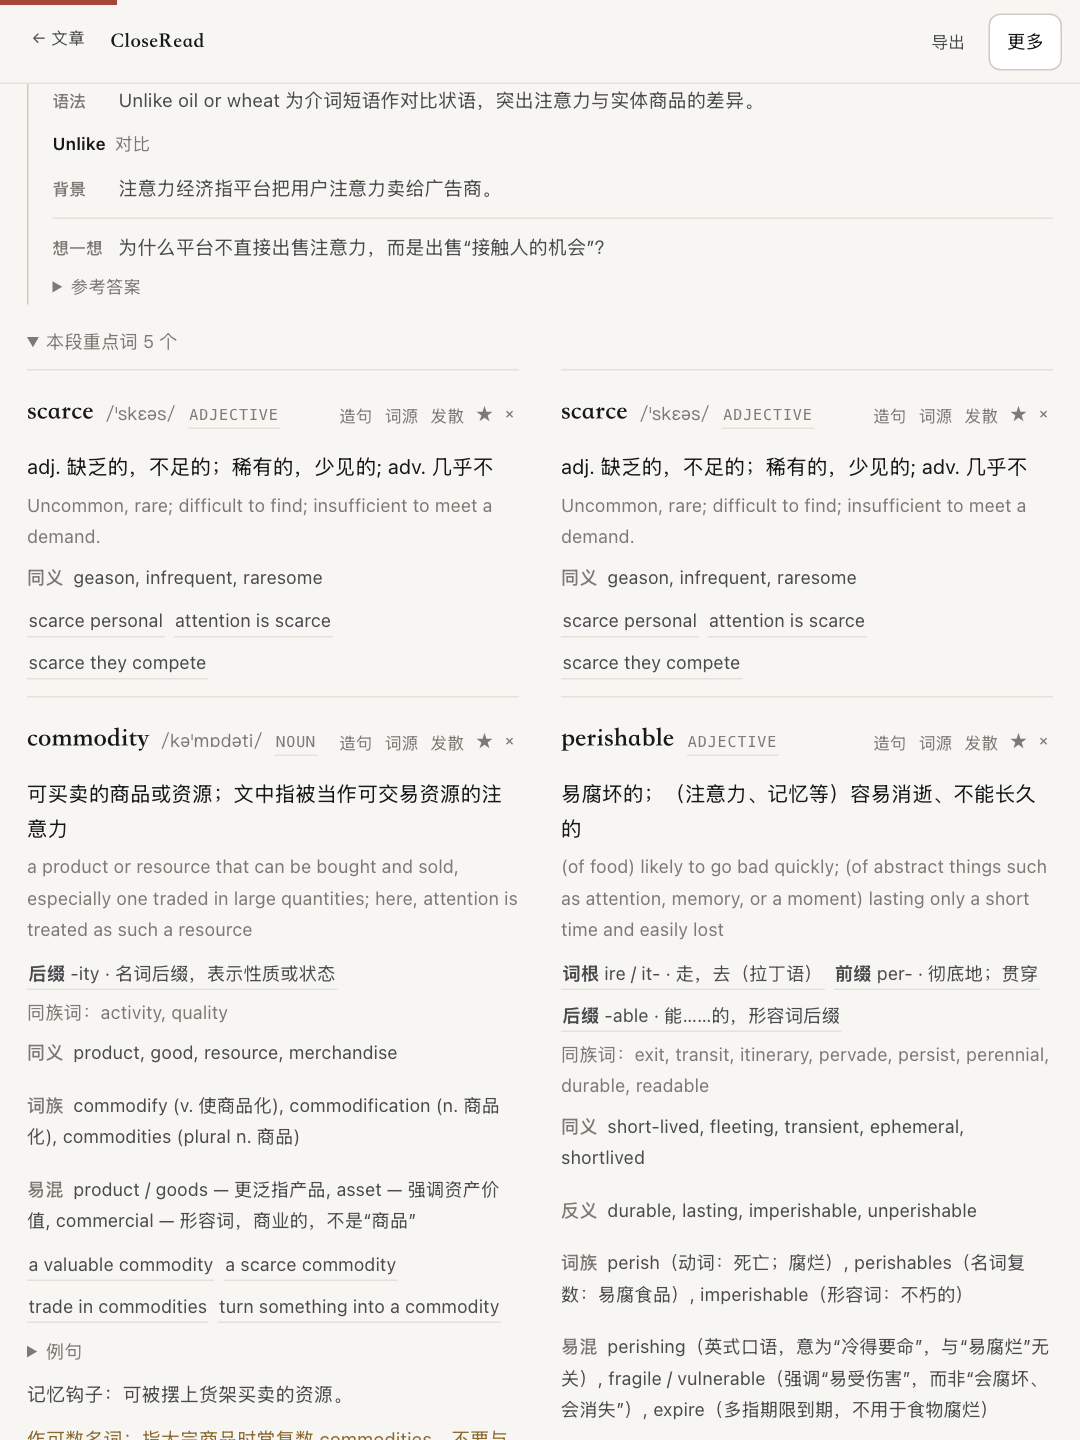 ← 文章 CloseRead 导出 更多
语法 Unlike oil or wheat 为介词短语作对比状语，突出注意力与实体商品的差异。
Unlike 对比
背景 注意力经济指平台把用户注意力卖给广告商。
想一想 为什么平台不直接出售注意力，而是出售“接触人的机会”？
▶ 参考答案
▼ 本段重点词 5 个
scarce /ˈskɛəs/ ADJECTIVE 造句 词源 发散 ★ ×
adj. 缺乏的，不足的；稀有的，少见的; adv. 几乎不
Uncommon, rare; difficult to find; insufficient to meet a
demand.
同义 geason, infrequent, raresome
scarce personal attention is scarce
scarce they compete
scarce /ˈskɛəs/ ADJECTIVE 造句 词源 发散 ★ ×
adj. 缺乏的，不足的；稀有的，少见的; adv. 几乎不
Uncommon, rare; difficult to find; insufficient to meet a
demand.
同义 geason, infrequent, raresome
scarce personal attention is scarce
scarce they compete
commodity /kəˈmɒdəti/ NOUN 造句 词源 发散 ★ ×
可买卖的商品或资源；文中指被当作可交易资源的注
意力
a product or resource that can be bought and sold,
especially one traded in large quantities; here, attention is
treated as such a resource
后缀 -ity · 名词后缀，表示性质或状态
同族词：activity, quality
同义 product, good, resource, merchandise
词族 commodify (v. 使商品化), commodification (n. 商品
化), commodities (plural n. 商品)
易混 product / goods — 更泛指产品, asset — 强调资产价
值, commercial — 形容词，商业的，不是“商品”
a valuable commodity a scarce commodity
trade in commodities turn something into a commodity
▶ 例句
记忆钩子：可被摆上货架买卖的资源。
作可数名词；指大宗商品时常复数 commodities，不要与
perishable ADJECTIVE 造句 词源 发散 ★ ×
易腐坏的；（注意力、记忆等）容易消逝、不能长久
的
(of food) likely to go bad quickly; (of abstract things such
as attention, memory, or a moment) lasting only a short
time and easily lost
词根 ire / it- · 走，去（拉丁语） 前缀 per- · 彻底地；贯穿
后缀 -able · 能……的，形容词后缀
同族词：exit, transit, itinerary, pervade, persist, perennial,
durable, readable
同义 short-lived, fleeting, transient, ephemeral,
shortlived
反义 durable, lasting, imperishable, unperishable
词族 perish（动词：死亡；腐烂）, perishables（名词复
数：易腐食品）, imperishable（形容词：不朽的）
易混 perishing（英式口语，意为“冷得要命”，与“易腐烂”无
关）, fragile / vulnerable（强调“易受伤害”，而非“会腐坏、
会消失”）, expire（多指期限到期，不用于食物腐烂）